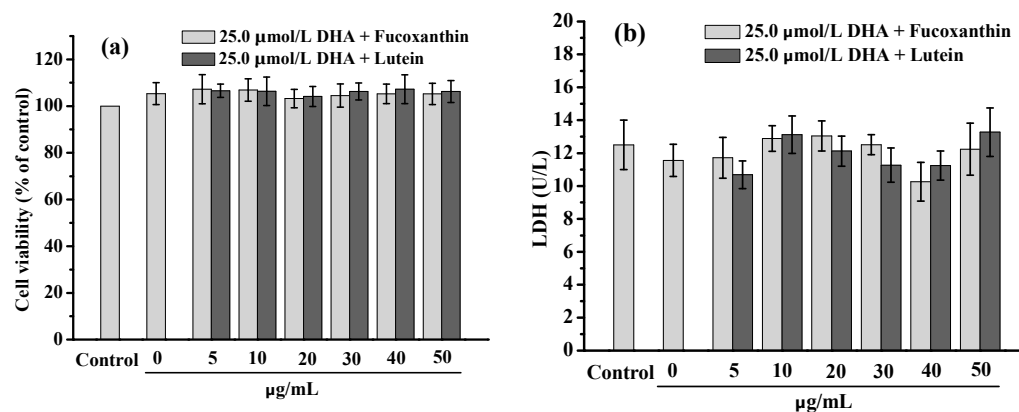 (a)
25.0 µmol/L DHA + Fucoxanthin
25.0 µmol/L DHA + Lutein
Cell viability (% of control)
120
100
80
60
40
20
0
Control 0 5 10 20 30 40 50
µg/mL
(b)
25.0 µmol/L DHA + Fucoxanthin
25.0 µmol/L DHA + Lutein
LDH (U/L)
20
18
16
14
12
10
8
6
4
2
0
Control 0 5 10 20 30 40 50
µg/mL